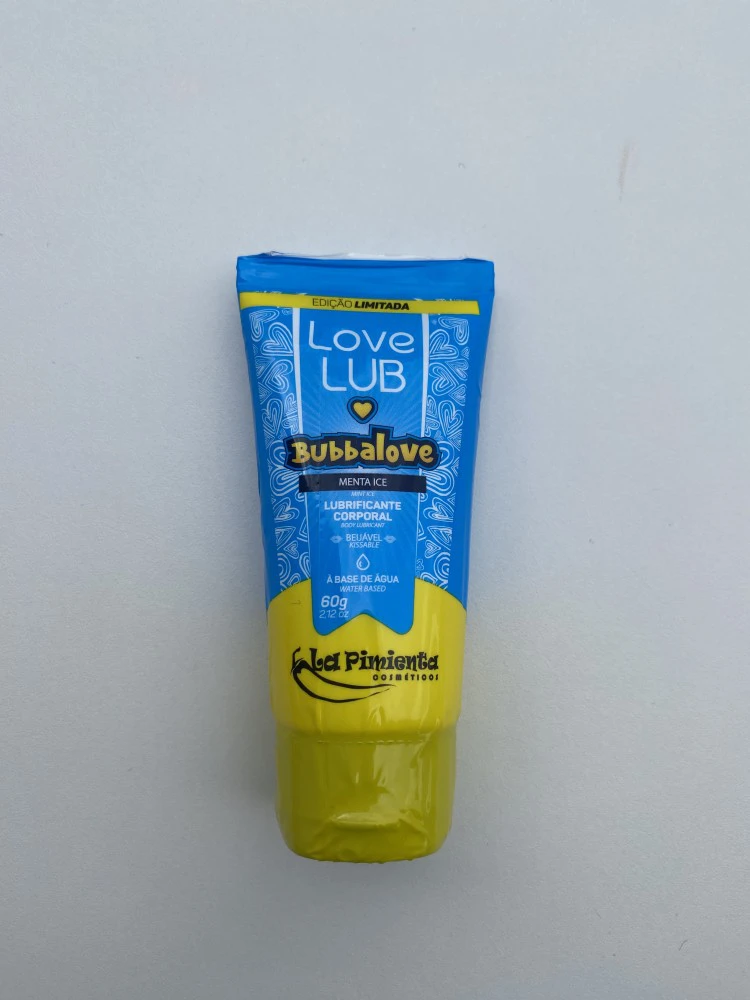 EDIÇÃO LIMITADA
Love
LUB
Bubbalove
MENTA ICE
MINT ICE
LUBRIFICANTE
CORPORAL
BODY LUBRICANT
BEIJÁVEL
KISSABLE
À BASE DE ÁGUA
WATER BASED
60g
2,12 oz
La Pimienta
COSMÉTICOS